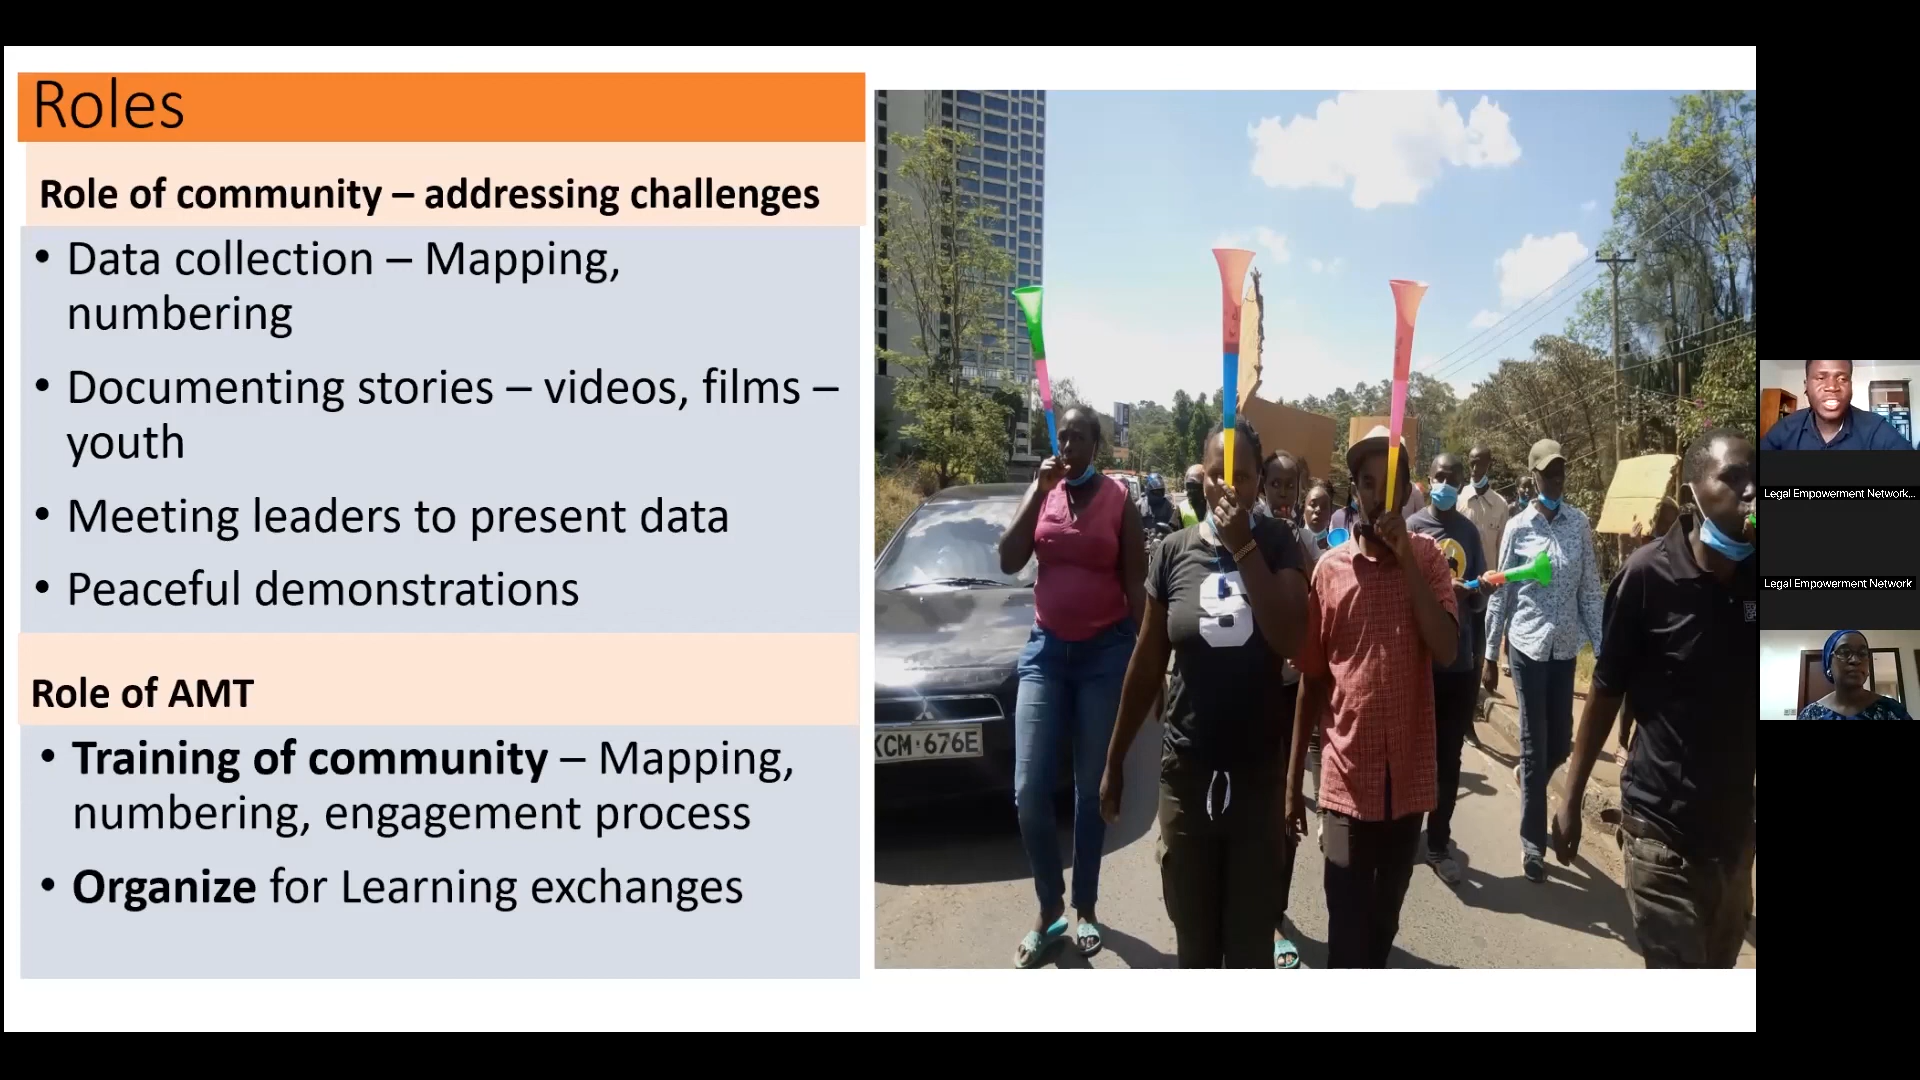 Roles
Role of community – addressing challenges
• Data collection – Mapping,
numbering
• Documenting stories – videos, films –
youth
• Meeting leaders to present data
• Peaceful demonstrations
Role of AMT
• Training of community – Mapping,
numbering, engagement process
• Organize for Learning exchanges
KCM 676E
Legal Empowerment Network...
Legal Empowerment Network